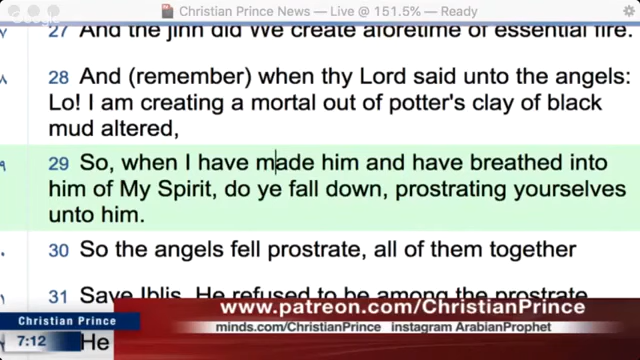 Christian Prince News — Live @ 151.5% — Ready
27 And the jinn did We create aforetime of essential fire.
28 And (remember) when thy Lord said unto the angels:
Lo! I am creating a mortal out of potter's clay of black
mud altered,
29 So, when I have made him and have breathed into
him of My Spirit, do ye fall down, prostrating yourselves
unto him.
30 So the angels fell prostrate, all of them together
31 Save Iblis. He refused to be among the prostrate.
www.patreon.com/ChristianPrince
Christian Prince
minds.com/ChristianPrince instagram ArabianProphet
7:12
He